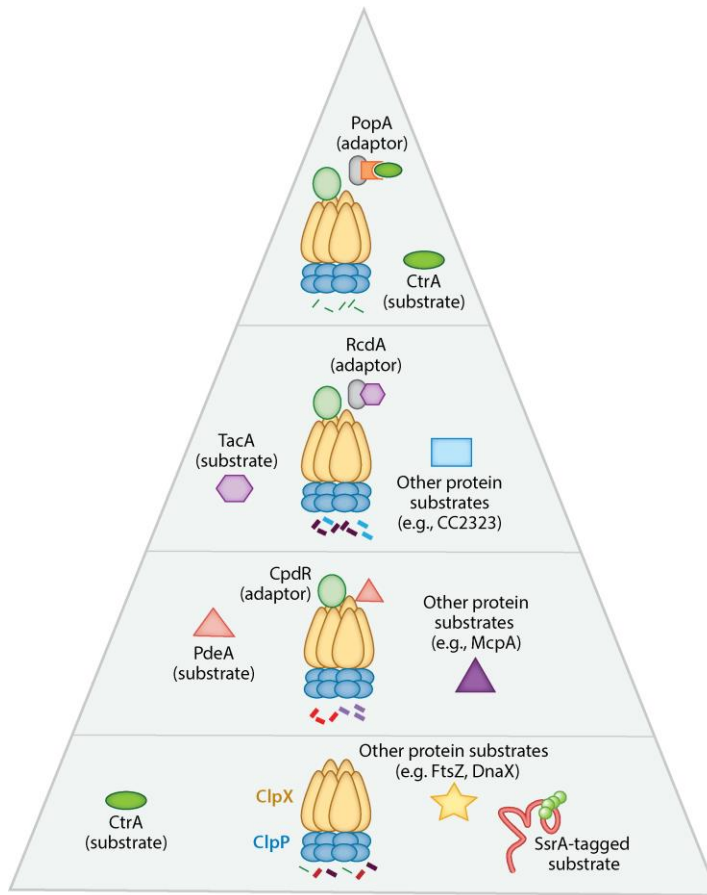 PopA
(adaptor)
CtrA
(substrate)
RcdA
(adaptor)
TacA
(substrate)
Other protein
substrates
(e.g., CC2323)
CpdR
(adaptor)
PdeA
(substrate)
Other protein
substrates
(e.g., McpA)
Other protein substrates
(e.g. FtsZ, DnaX)
CtrA
(substrate)
ClpX
ClpP
SsrA-tagged
substrate